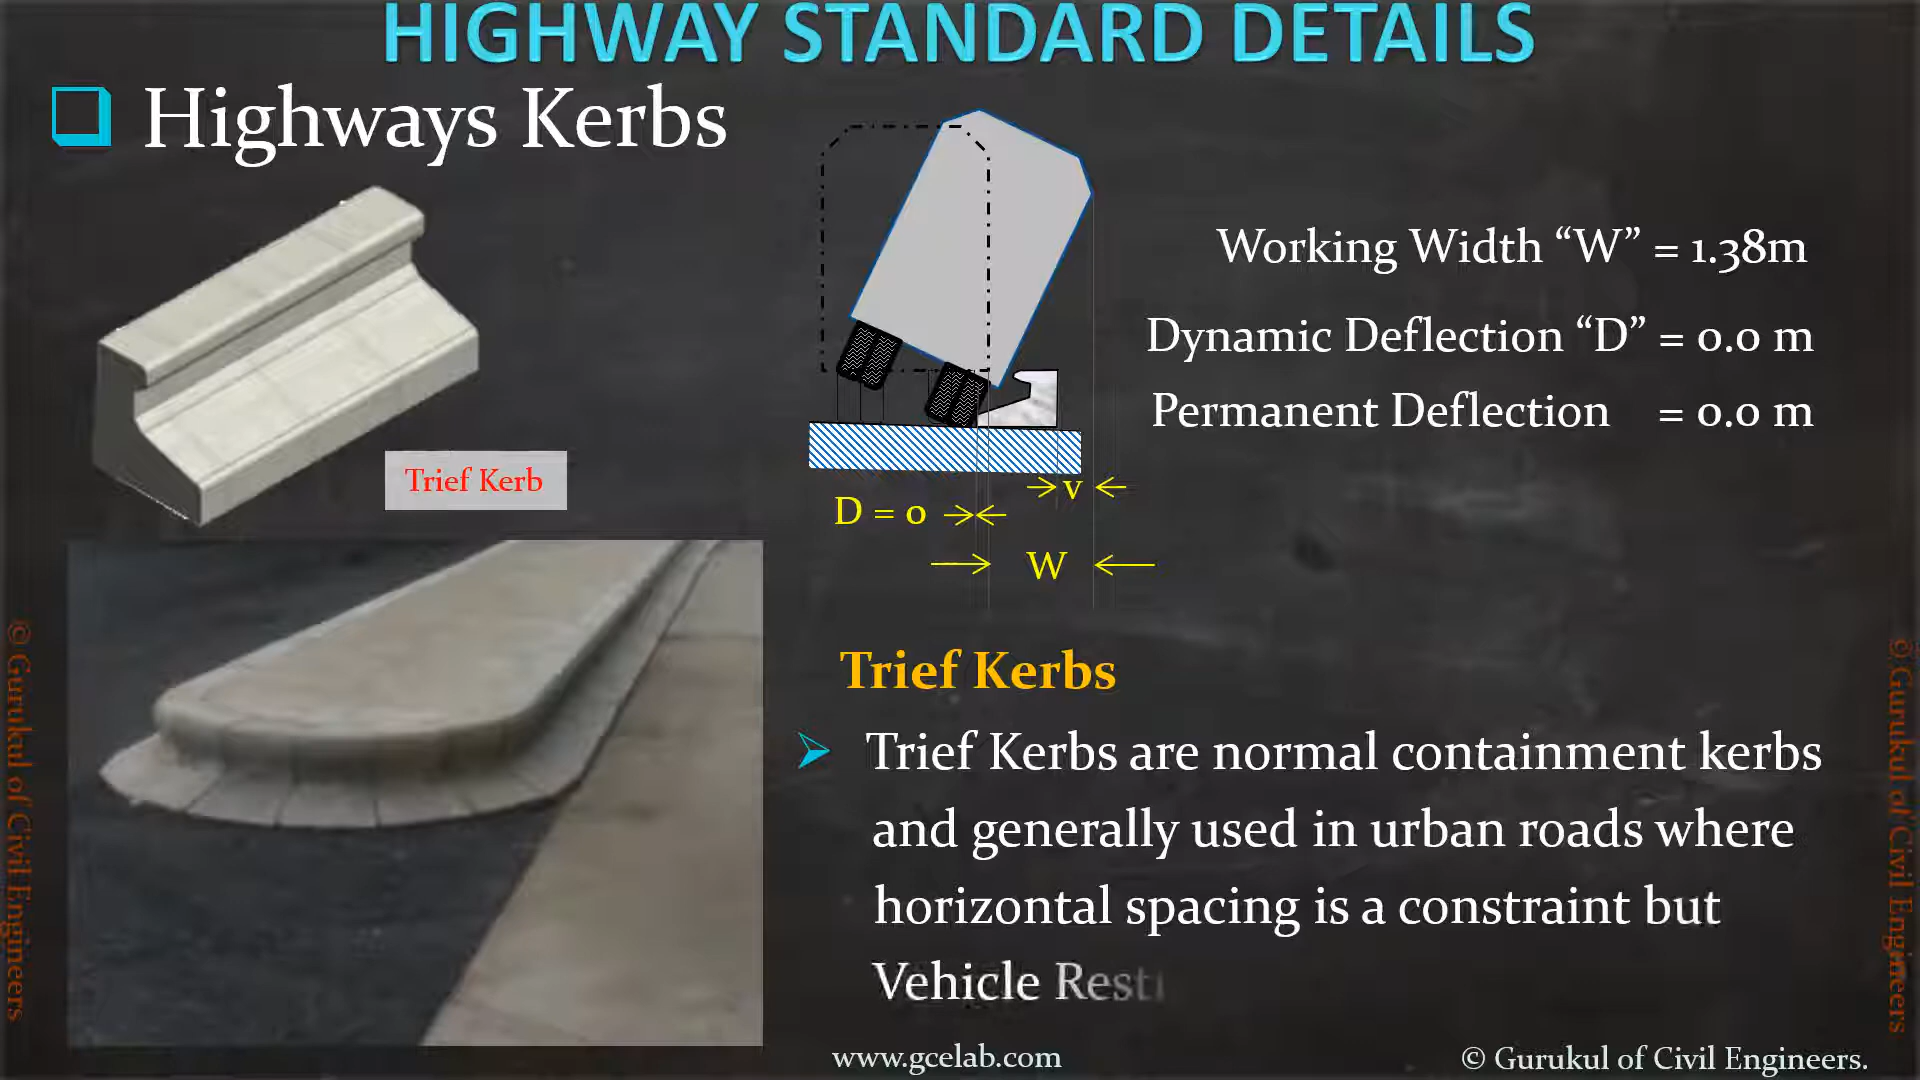 HIGHWAY STANDARD DETAILS
Highways Kerbs
Working Width “W” = 1.38m
Dynamic Deflection “D” = 0.0 m
Permanent Deflection = 0.0 m
Trief Kerb
v
D = 0
W
Trief Kerbs
Trief Kerbs are normal containment kerbs
and generally used in urban roads where
horizontal spacing is a constraint but
Vehicle
© Gurukul of Civil Engineers
© Gurukul of Civil Engineers
www.gcelab.com
© Gurukul of Civil Engineers.